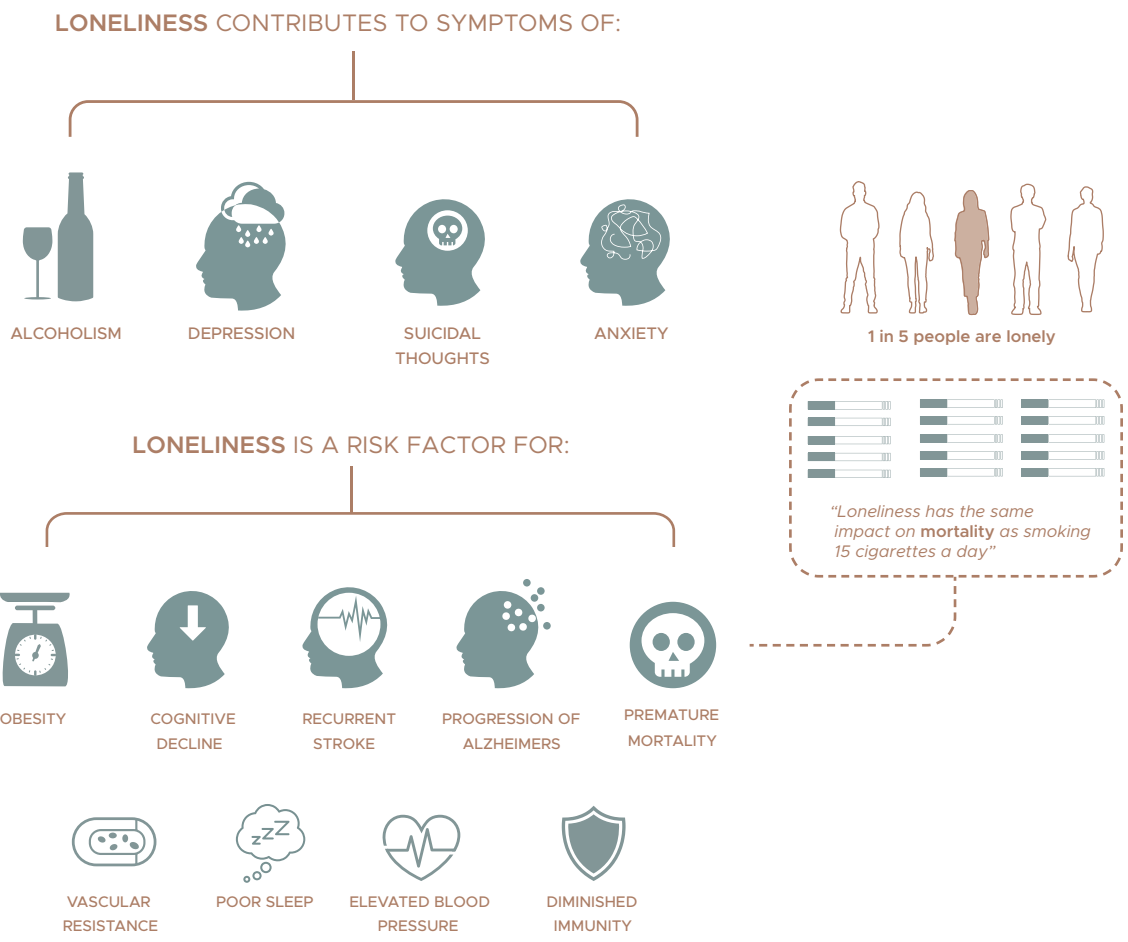 LONELINESS CONTRIBUTES TO SYMPTOMS OF:
ALCOHOLISM
DEPRESSION
SUICIDAL
THOUGHTS
ANXIETY
1 in 5 people are lonely
“Loneliness has the same
impact on mortality as smoking
15 cigarettes a day”
LONELINESS IS A RISK FACTOR FOR:
OBESITY
COGNITIVE
DECLINE
RECURRENT
STROKE
PROGRESSION OF
ALZHEIMERS
PREMATURE
MORTALITY
VASCULAR
RESISTANCE
zzZ
POOR SLEEP
ELEVATED BLOOD
PRESSURE
DIMINISHED
IMMUNITY